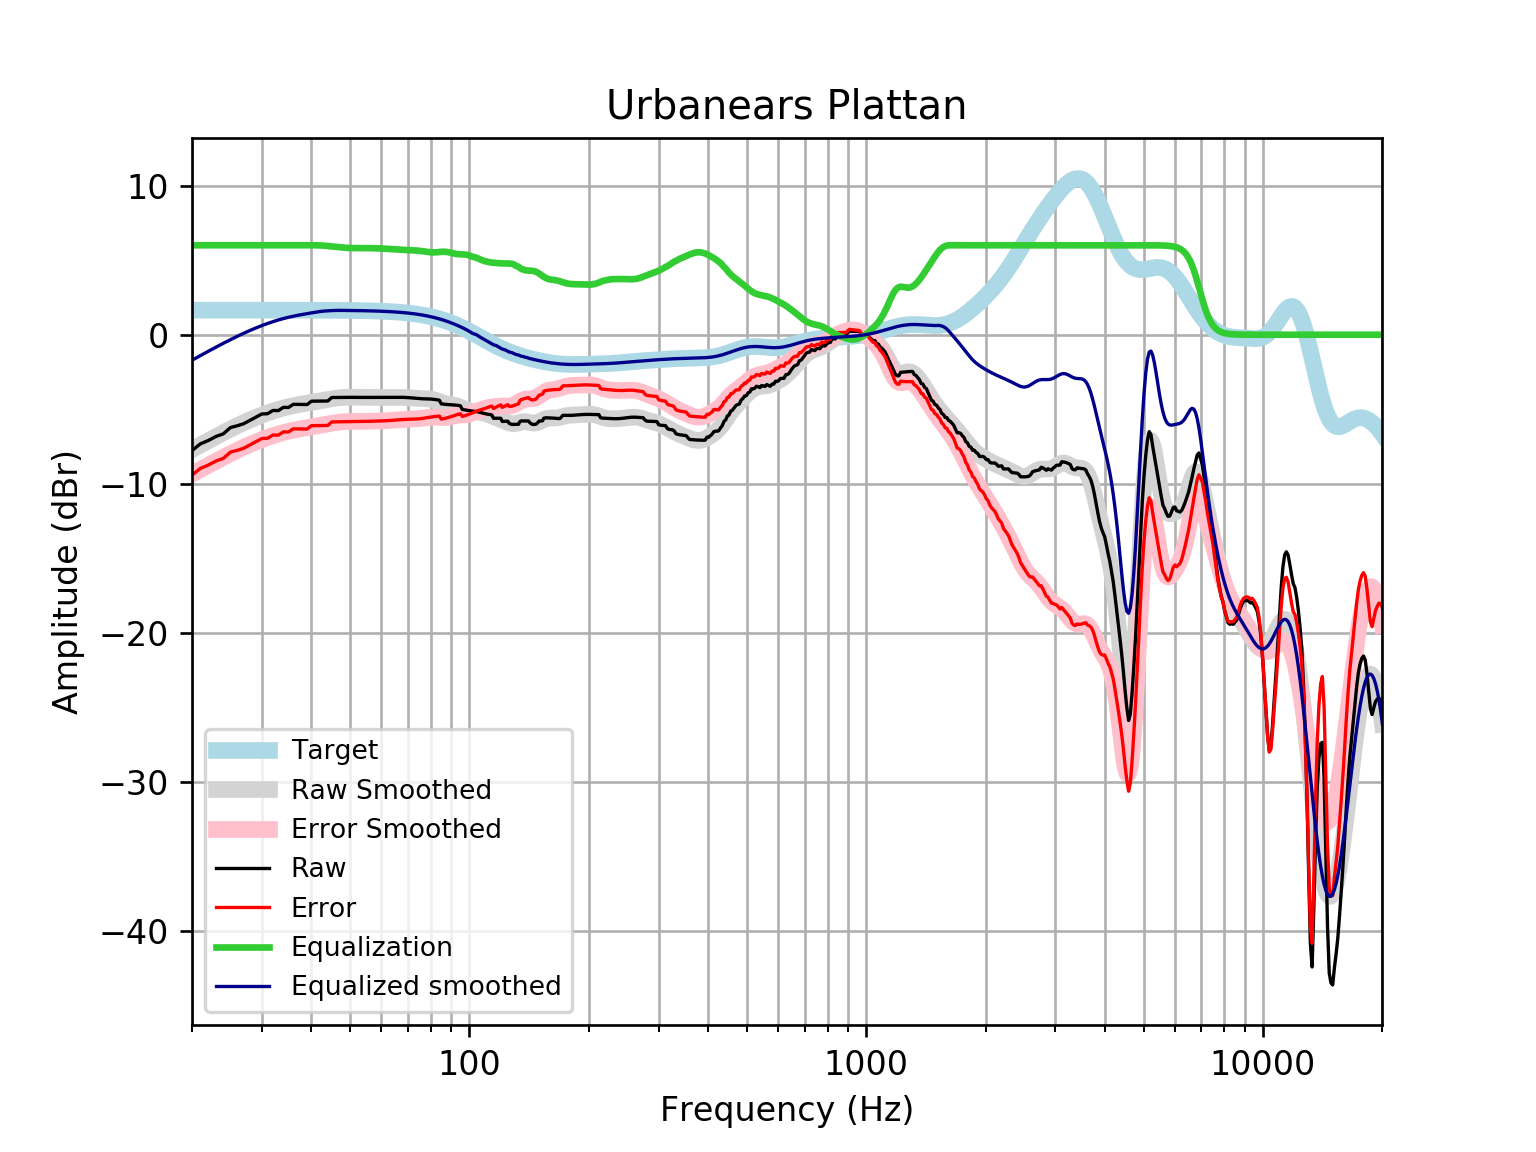 Urbanears Plattan
10
0
−10
−20
−30
−40
Amplitude (dBr)
Target
Raw Smoothed
Error Smoothed
Raw
Error
Equalization
Equalized smoothed
100
1000
10000
Frequency (Hz)